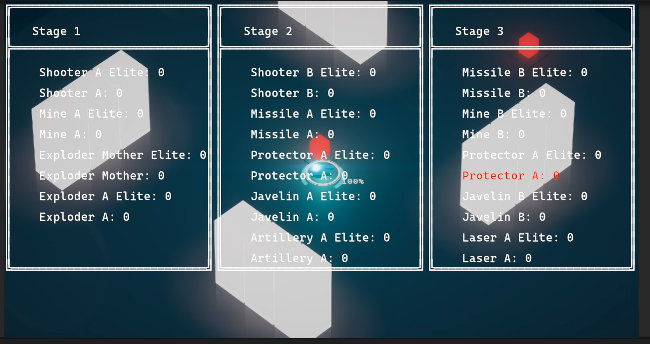 Stage 1
Shooter A Elite: 0
Shooter A: 0
Mine A Elite: 0
Mine A: 0
Exploder Mother Elite: 0
Exploder Mother: 0
Exploder A Elite: 0
Exploder A: 0
Stage 2
Shooter B Elite: 0
Shooter B: 0
Missile A Elite: 0
Missile A: 0
Protector A Elite: 0
Protector A: 0
100%
Javelin A Elite: 0
Javelin A: 0
Artillery A Elite: 0
Artillery A: 0
Stage 3
Missile B Elite: 0
Missile B: 0
Mine B Elite: 0
Mine B: 0
Protector A Elite: 0
Protector A: 0
Javelin B Elite: 0
Javelin B: 0
Laser A Elite: 0
Laser A: 0